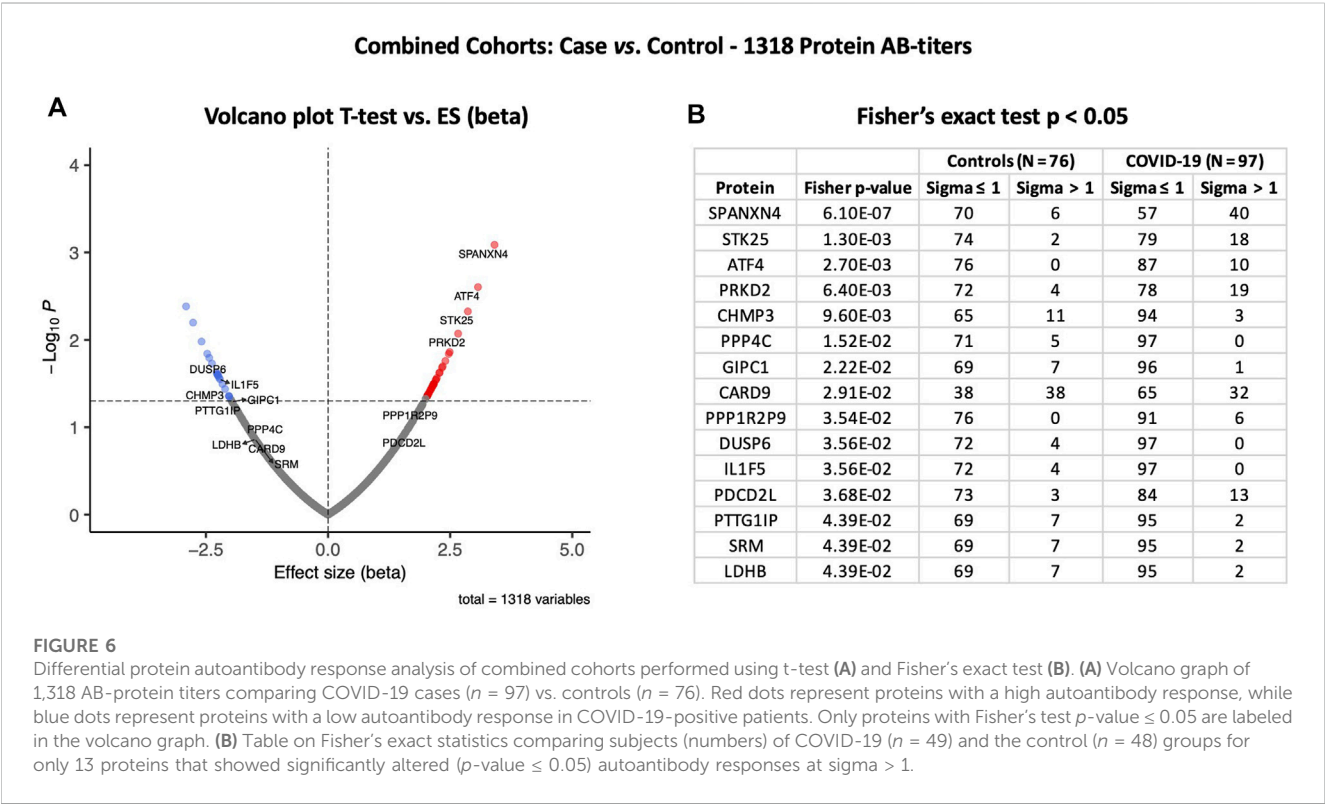 Combined Cohorts: Case vs. Control - 1318 Protein AB-titers
A
Volcano plot T-test vs. ES (beta)
−Log10 P
4
3
2
1
0
SPANXN4
ATF4
STK25
PRKD2
DUSP6
IL1F5
CHMP3
GIPC1
PTTG1IP
PPP1R2P9
PPP4C
LDHB
CARD9
PDCD2L
SRM
−2.5 0.0 2.5 5.0
Effect size (beta)
total = 1318 variables
B
Fisher's exact test p < 0.05
Controls (N = 76) COVID-19 (N = 97)
Protein Fisher p-value Sigma ≤ 1 Sigma > 1 Sigma ≤ 1 Sigma > 1
SPANXN4 6.10E-07 70 6 57 40
STK25 1.30E-03 74 2 79 18
ATF4 2.70E-03 76 0 87 10
PRKD2 6.40E-03 72 4 78 19
CHMP3 9.60E-03 65 11 94 3
PPP4C 1.52E-02 71 5 97 0
GIPC1 2.22E-02 69 7 96 1
CARD9 2.91E-02 38 38 65 32
PPP1R2P9 3.54E-02 76 0 91 6
DUSP6 3.56E-02 72 4 97 0
IL1F5 3.56E-02 72 4 97 0
PDCD2L 3.68E-02 73 3 84 13
PTTG1IP 4.39E-02 69 7 95 2
SRM 4.39E-02 69 7 95 2
LDHB 4.39E-02 69 7 95 2
FIGURE 6
Differential protein autoantibody response analysis of combined cohorts performed using t-test (A) and Fisher's exact test (B). (A) Volcano graph of
1,318 AB-protein titers comparing COVID-19 cases (n = 97) vs. controls (n = 76). Red dots represent proteins with a high autoantibody response, while
blue dots represent proteins with a low autoantibody response in COVID-19-positive patients. Only proteins with Fisher's test p-value ≤ 0.05 are labeled
in the volcano graph. (B) Table on Fisher's exact statistics comparing subjects (numbers) of COVID-19 (n = 49) and the control (n = 48) groups for
only 13 proteins that showed significantly altered (p-value ≤ 0.05) autoantibody responses at sigma > 1.